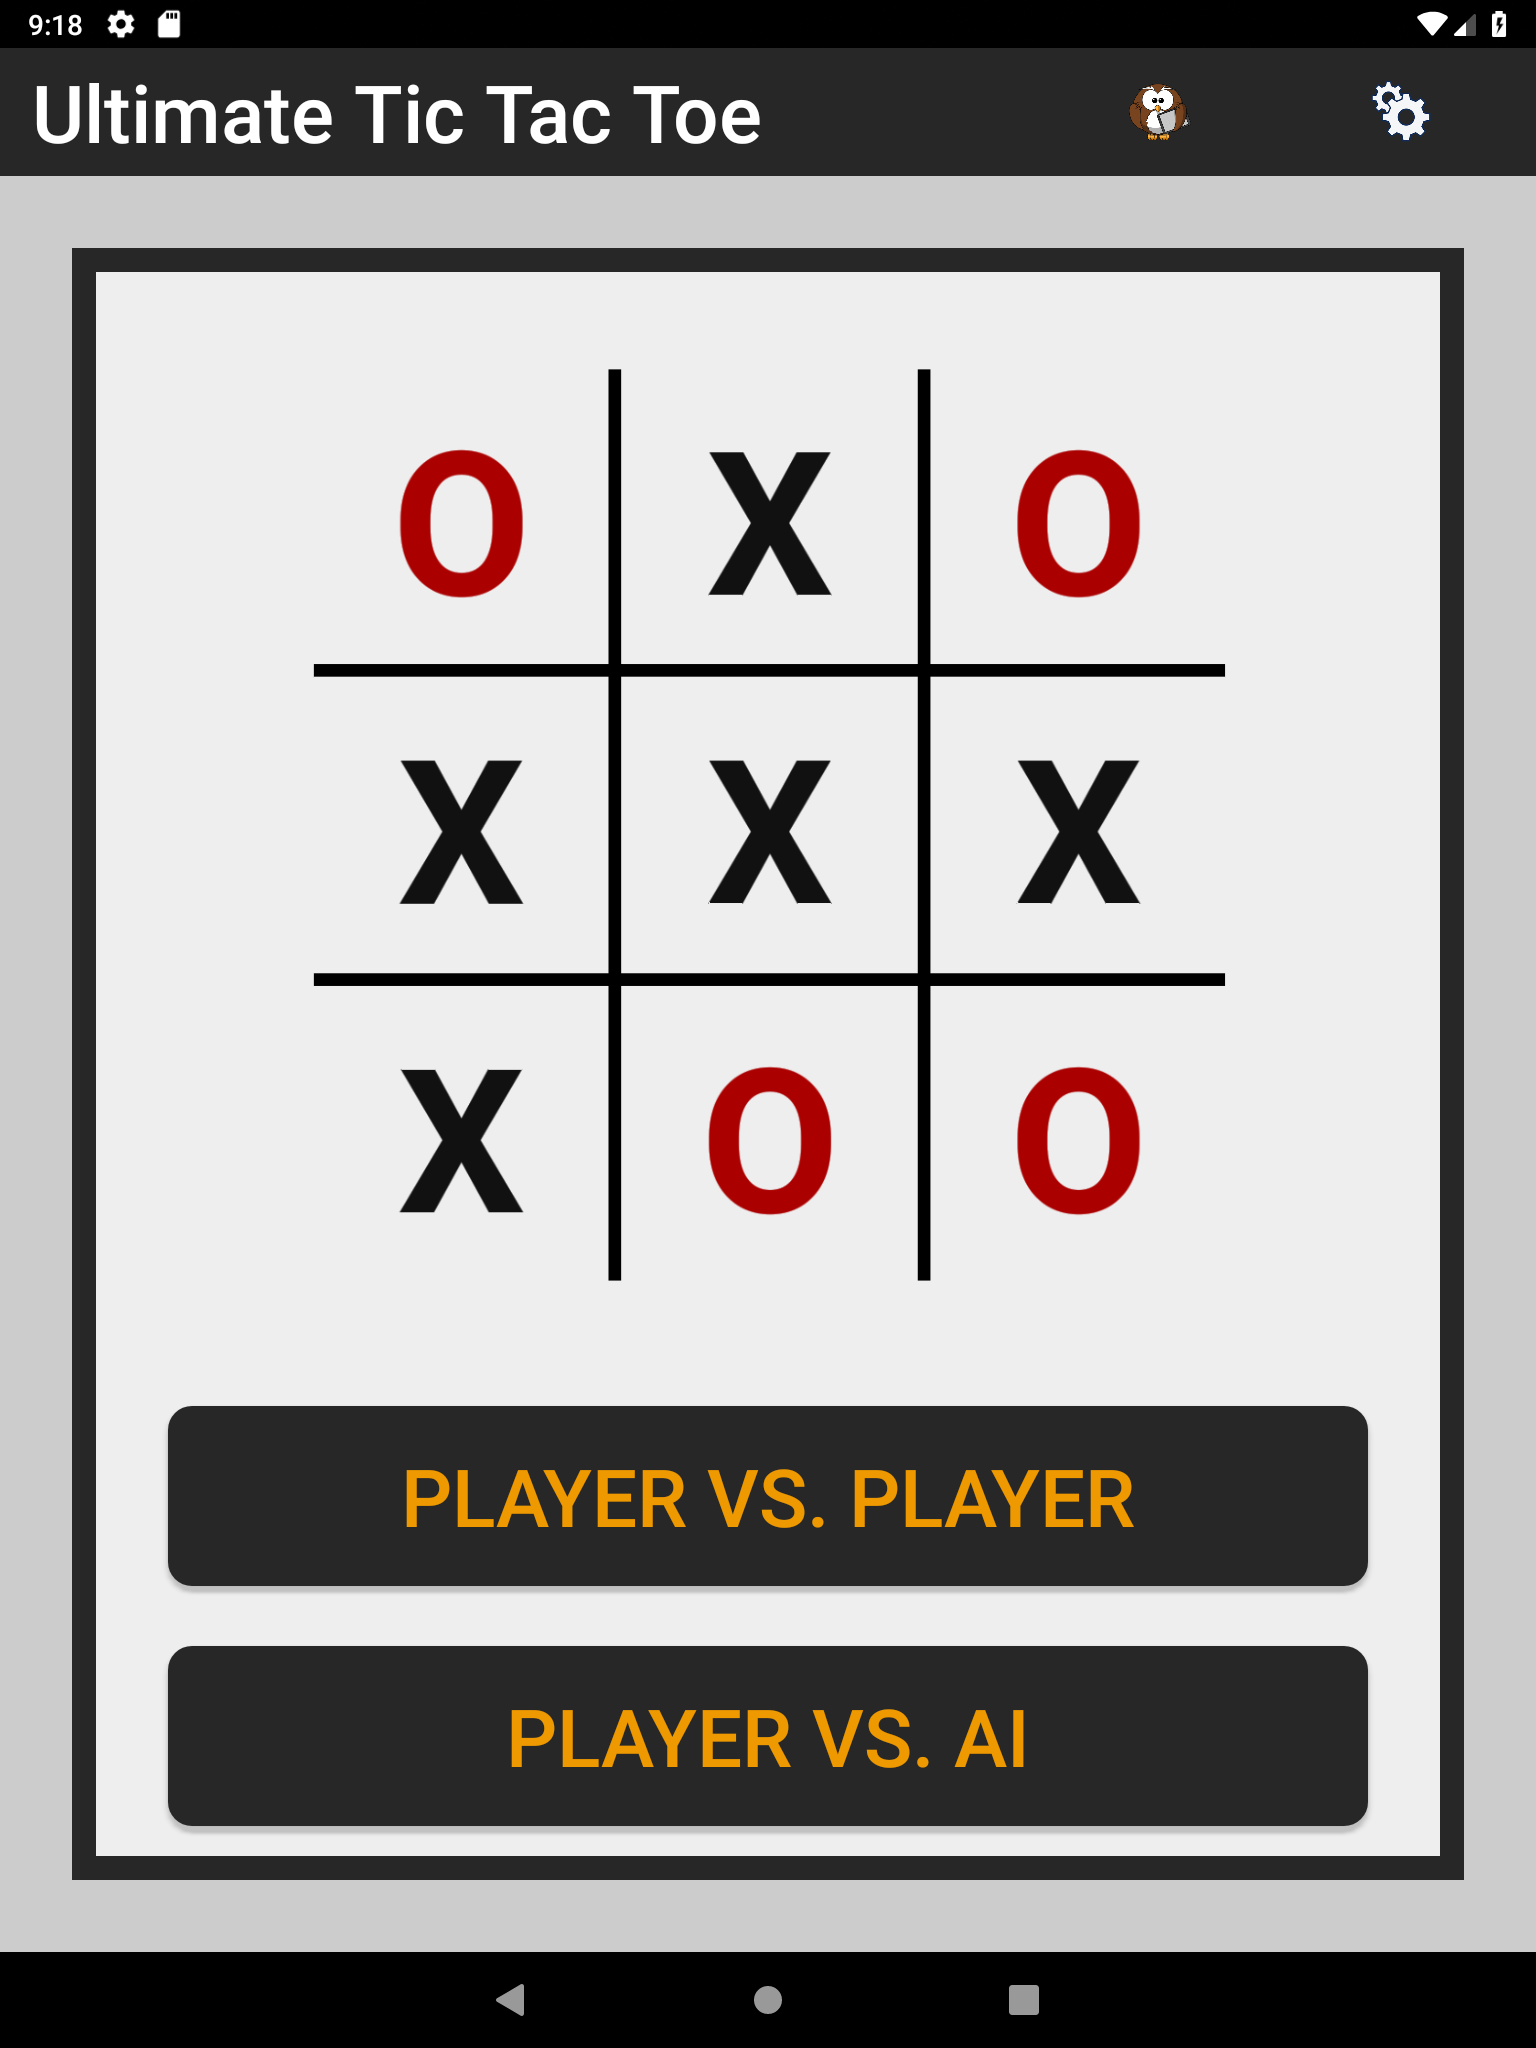 9:18
Ultimate Tic Tac Toe
O X O
X X X
X O O
PLAYER VS. PLAYER
PLAYER VS. AI